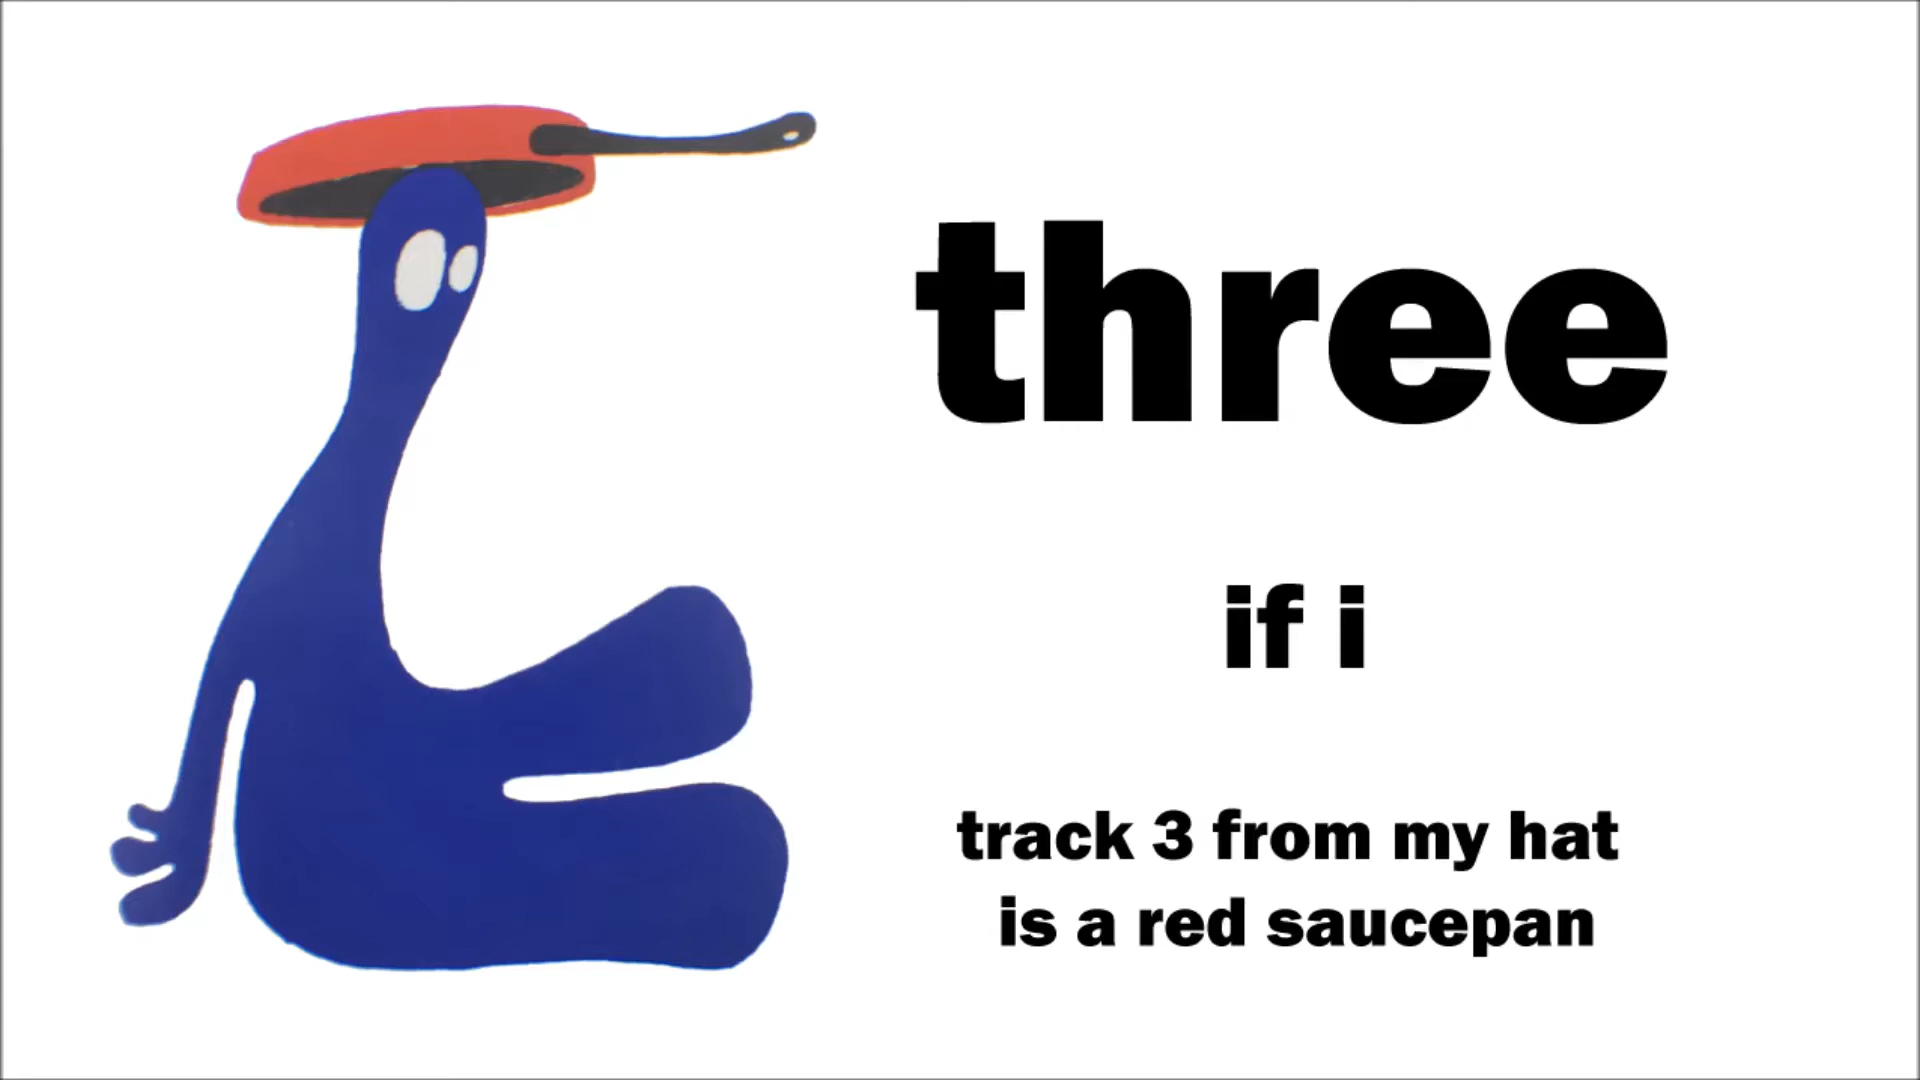 three
if i
track 3 from my hat
is a red saucepan